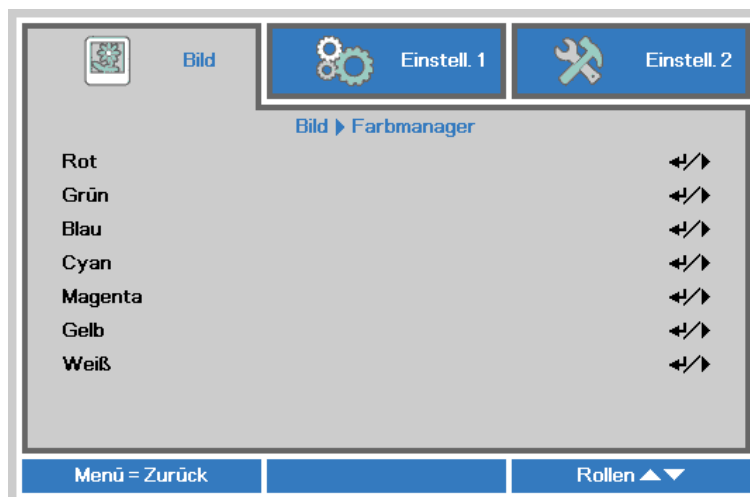 Bild Einstell. 1 Einstell. 2
Bild ▶ Farbmanager
Rot ↵/▶
Grün ↵/▶
Blau ↵/▶
Cyan ↵/▶
Magenta ↵/▶
Gelb ↵/▶
Weiß ↵/▶
Menü = Zurück Rollen ▲▼